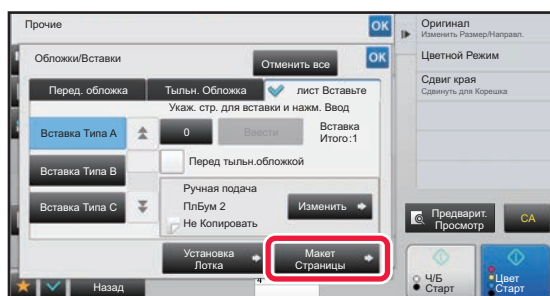 Прочие
OK
Обложки/Вставки
Отменить все
OK
Перед. обложка
Тыльн. Обложка
лист Вставьте
Укаж. стр. для вставки и нажм. Ввод
Вставка Типа A
0
Ввести
Вставка
Итого:1
Перед тыльн.обложкой
Вставка Типа B
Вставка Типа C
Ручная подача
ПлБум 2
Не Копировать
Изменить
Установка
Лотка
Макет
Страницы
Назад
Оригинал
Изменить Размер/Направл.
Цветной Режим
Сдвиг края
Сдвинуть для Корешка
Предварит.
Просмотр
CA
Ч/Б
Старт
Цвет
Старт